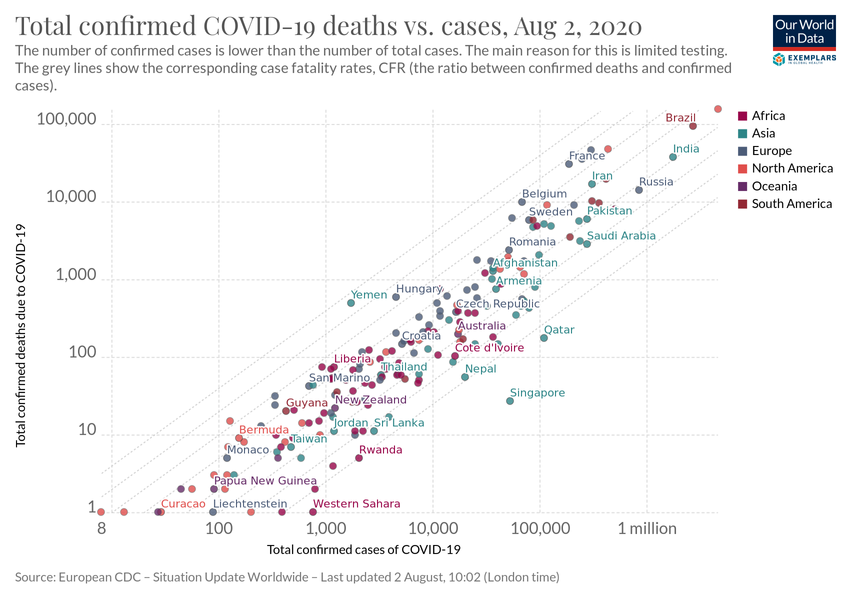 Total confirmed COVID-19 deaths vs. cases, Aug 2, 2020
Our World
in Data
The number of confirmed cases is lower than the number of total cases. The main reason for this is limited testing.
The grey lines show the corresponding case fatality rates, CFR (the ratio between confirmed deaths and confirmed
cases).
EXEMPLARS
IN GLOBAL HEALTH
100,000
Brazil
Africa
Asia
India
France
Europe
North America
Iran
Russia
Oceania
10,000
Belgium
South America
Sweden
Pakistan
Saudi Arabia
Romania
Afghanistan
1,000
Armenia
Yemen
Hungary
Czech Republic
Australia
Qatar
Croatia
Cote d'Ivoire
100
Liberia
Thailand
Nepal
San Marino
Singapore
Guyana
New Zealand
Bermuda
Jordan
Sri Lanka
10
Taiwan
Monaco
Rwanda
Papua New Guinea
Curacao
Liechtenstein
Western Sahara
1
8
100
1,000
10,000
100,000
1 million
Total confirmed deaths due to COVID-19
Total confirmed cases of COVID-19
Source: European CDC – Situation Update Worldwide – Last updated 2 August, 10:02 (London time)